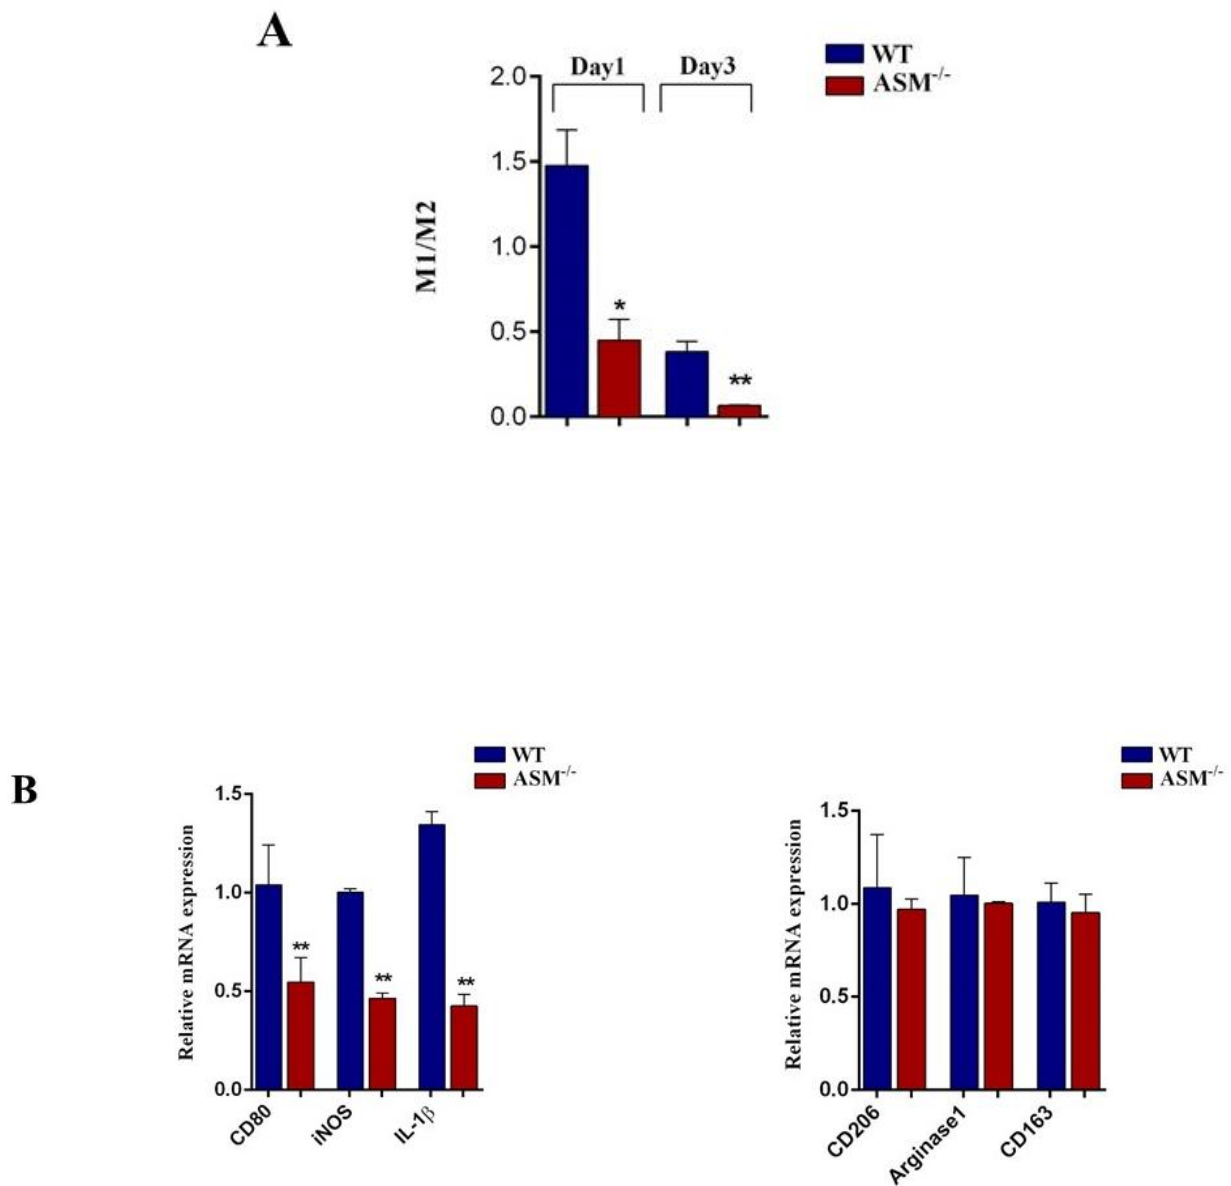 A
WT
ASM-/-
Day1 Day3
2.0
1.5
1.0
0.5
0.0
M1/M2
*
**
B
WT
ASM-/-
1.5
1.0
0.5
0.0
Relative mRNA expression
**
**
**
CD80 iNOS IL-1β
WT
ASM-/-
1.5
1.0
0.5
0.0
Relative mRNA expression
CD206 Arginase1 CD163